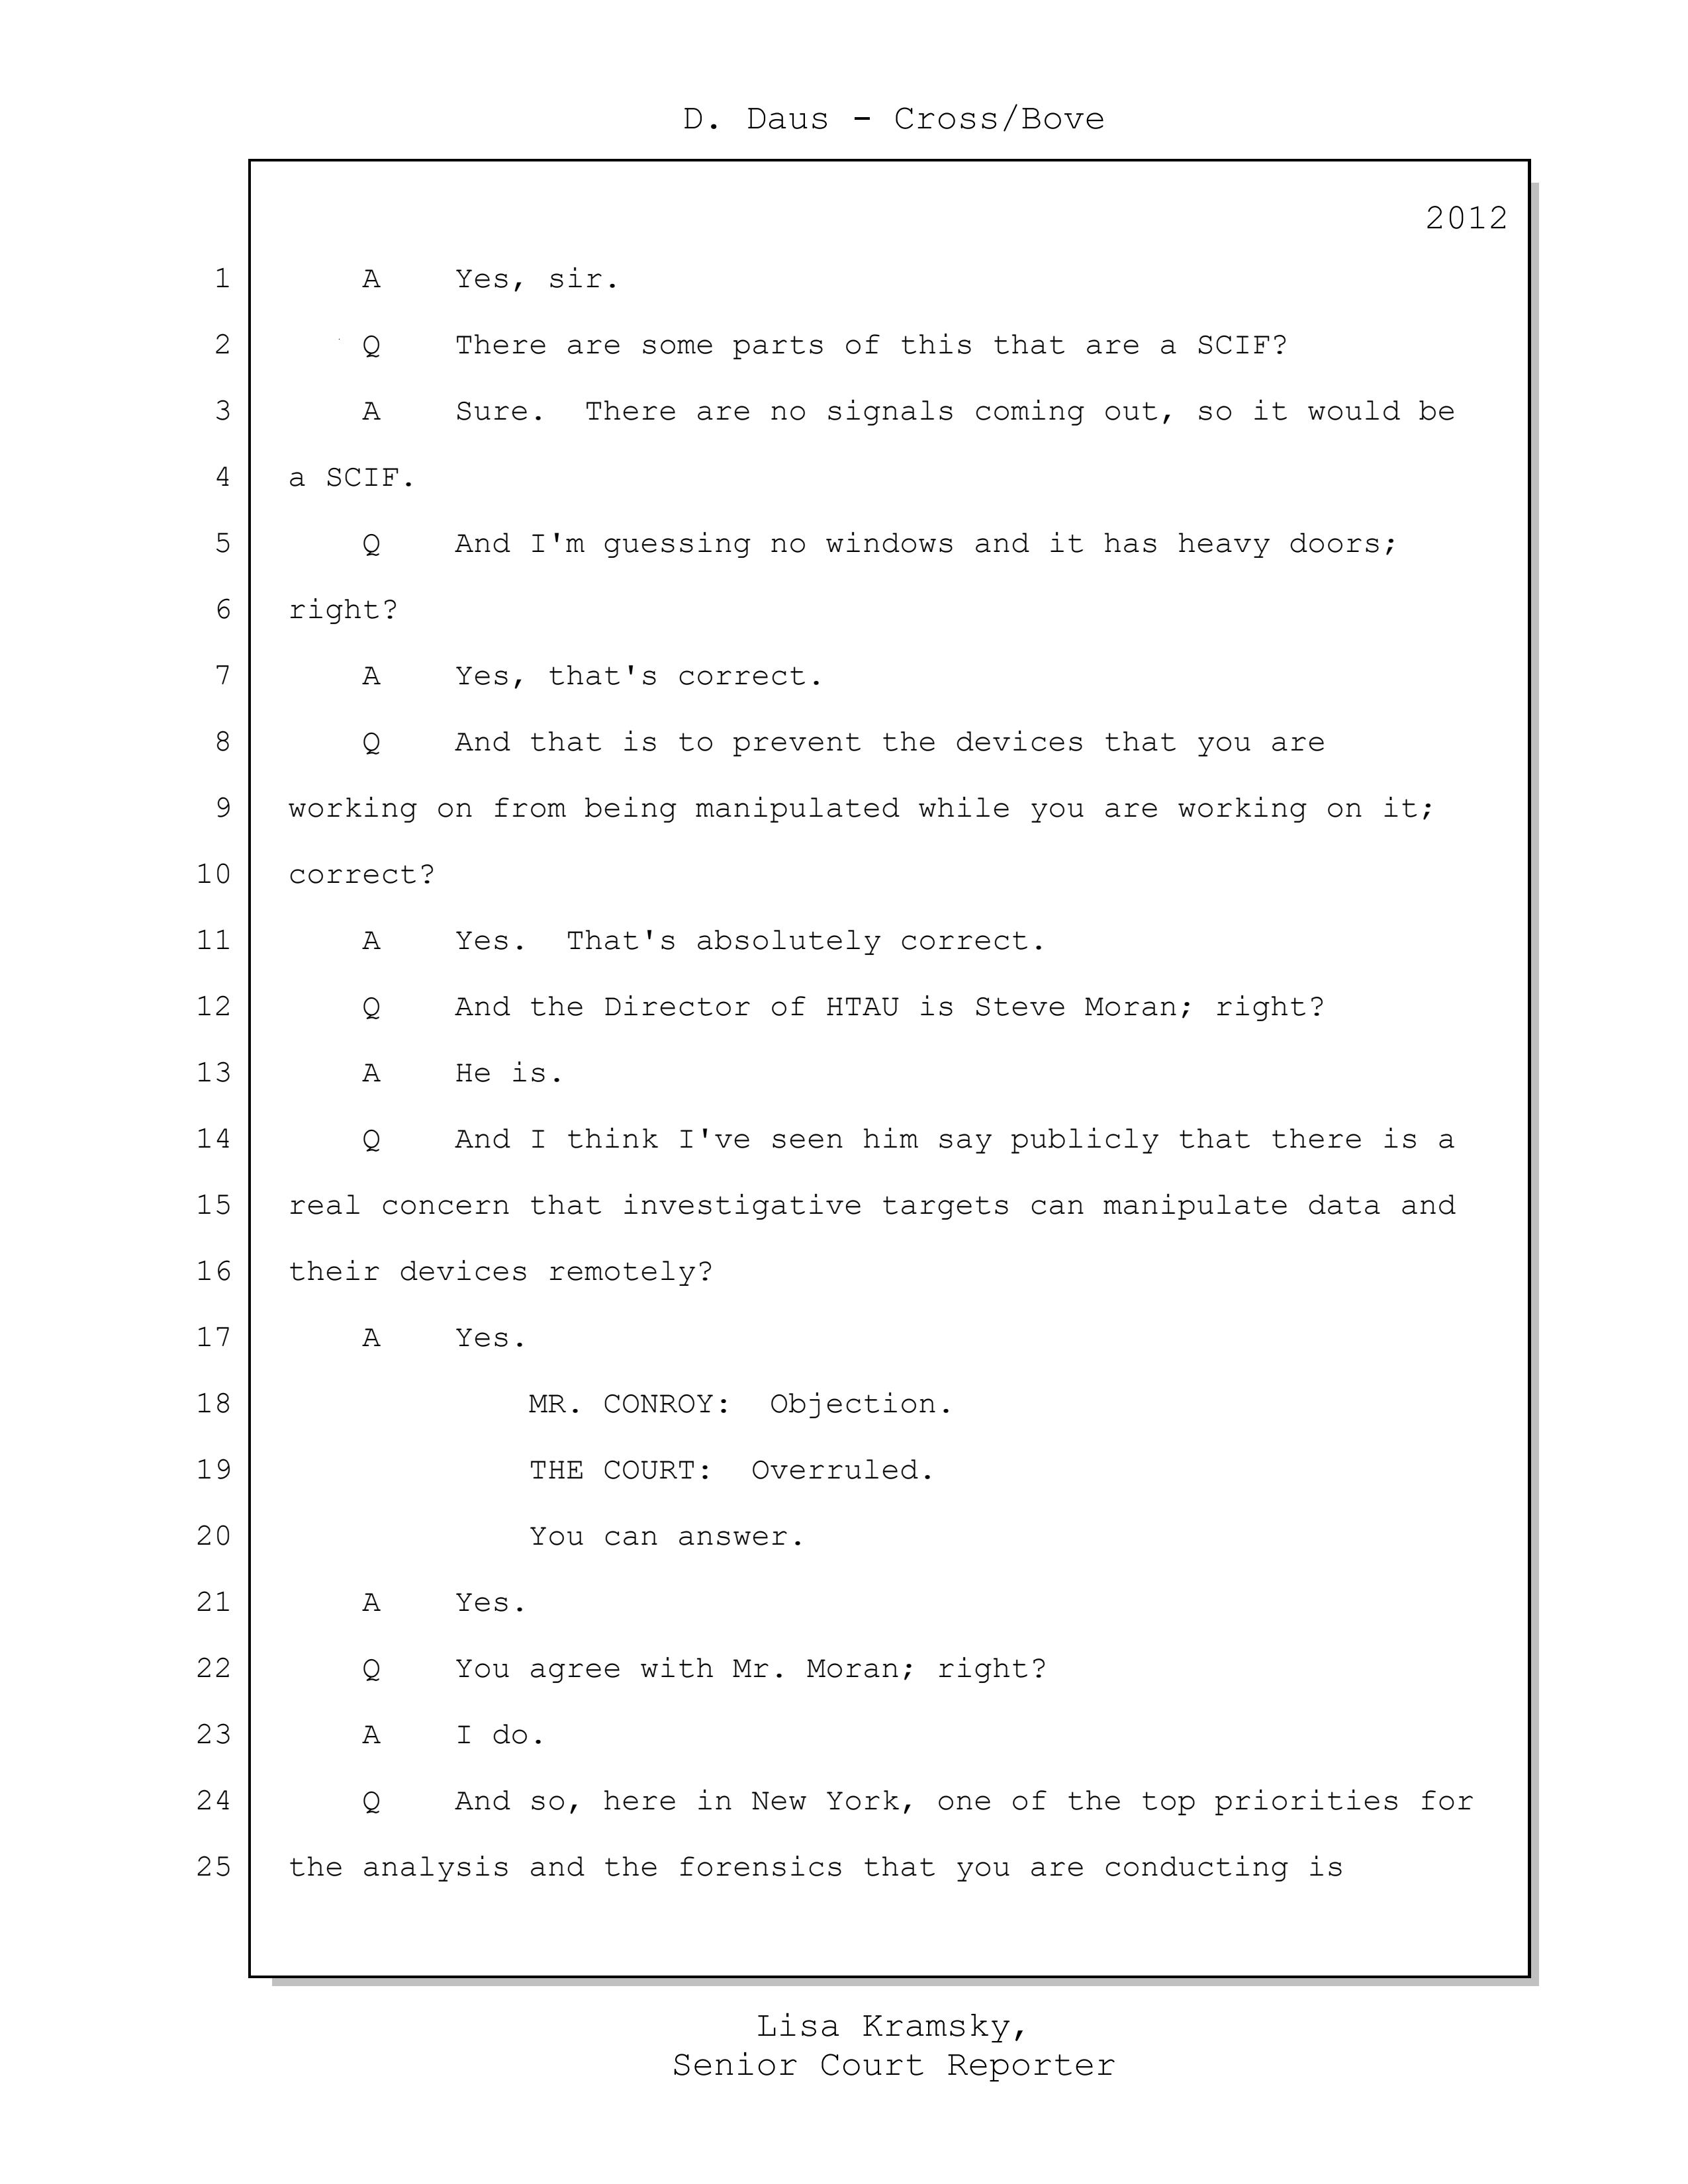 D. Daus - Cross/Bove
2012
1 A Yes, sir.
2 Q There are some parts of this that are a SCIF?
3 A Sure. There are no signals coming out, so it would be
4 a SCIF.
5 Q And I'm guessing no windows and it has heavy doors;
6 right?
7 A Yes, that's correct.
8 Q And that is to prevent the devices that you are
9 working on from being manipulated while you are working on it;
10 correct?
11 A Yes. That's absolutely correct.
12 Q And the Director of HTAU is Steve Moran; right?
13 A He is.
14 Q And I think I've seen him say publicly that there is a
15 real concern that investigative targets can manipulate data and
16 their devices remotely?
17 A Yes.
18 MR. CONROY: Objection.
19 THE COURT: Overruled.
20 You can answer.
21 A Yes.
22 Q You agree with Mr. Moran; right?
23 A I do.
24 Q And so, here in New York, one of the top priorities for
25 the analysis and the forensics that you are conducting is
Lisa Kramsky,
Senior Court Reporter